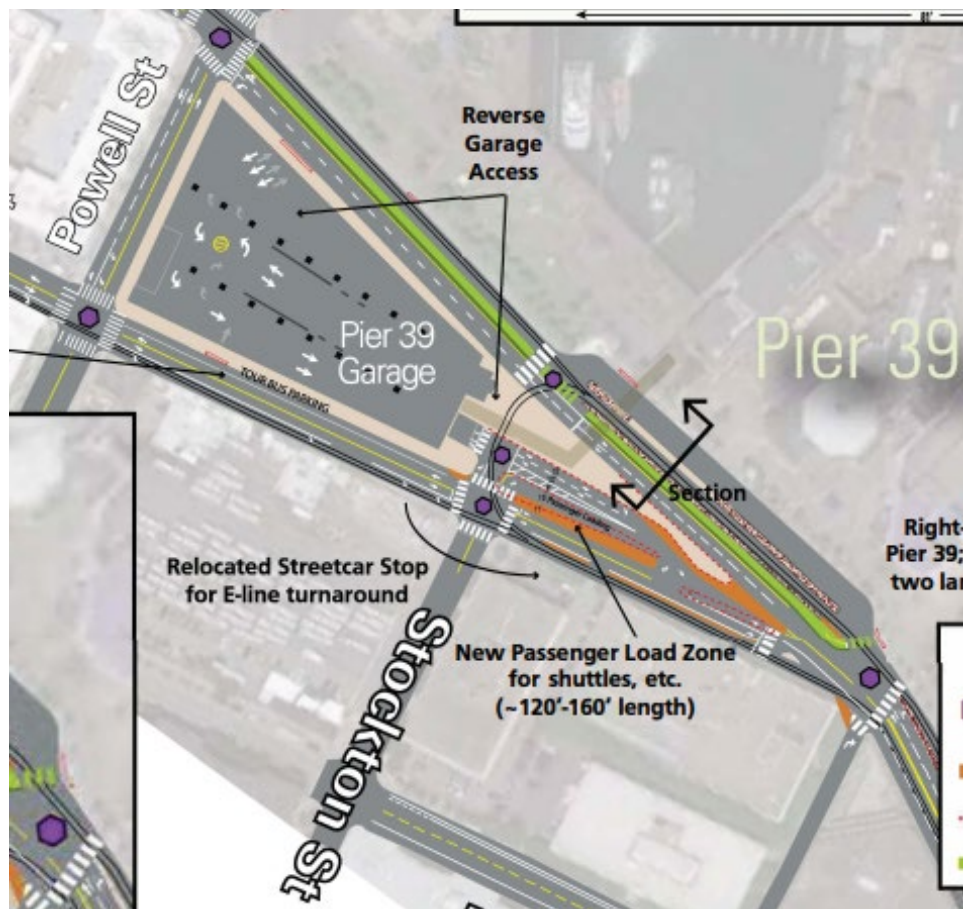 Powell St
Reverse
Garage
Access
Pier 39
Garage
Pier 39
TOUR BUS PARKING
Section
Right-
Pier 39;
two lan
Relocated Streetcar Stop
for E-line turnaround
Stockton St
New Passenger Load Zone
for shuttles, etc.
(~120'-160' length)